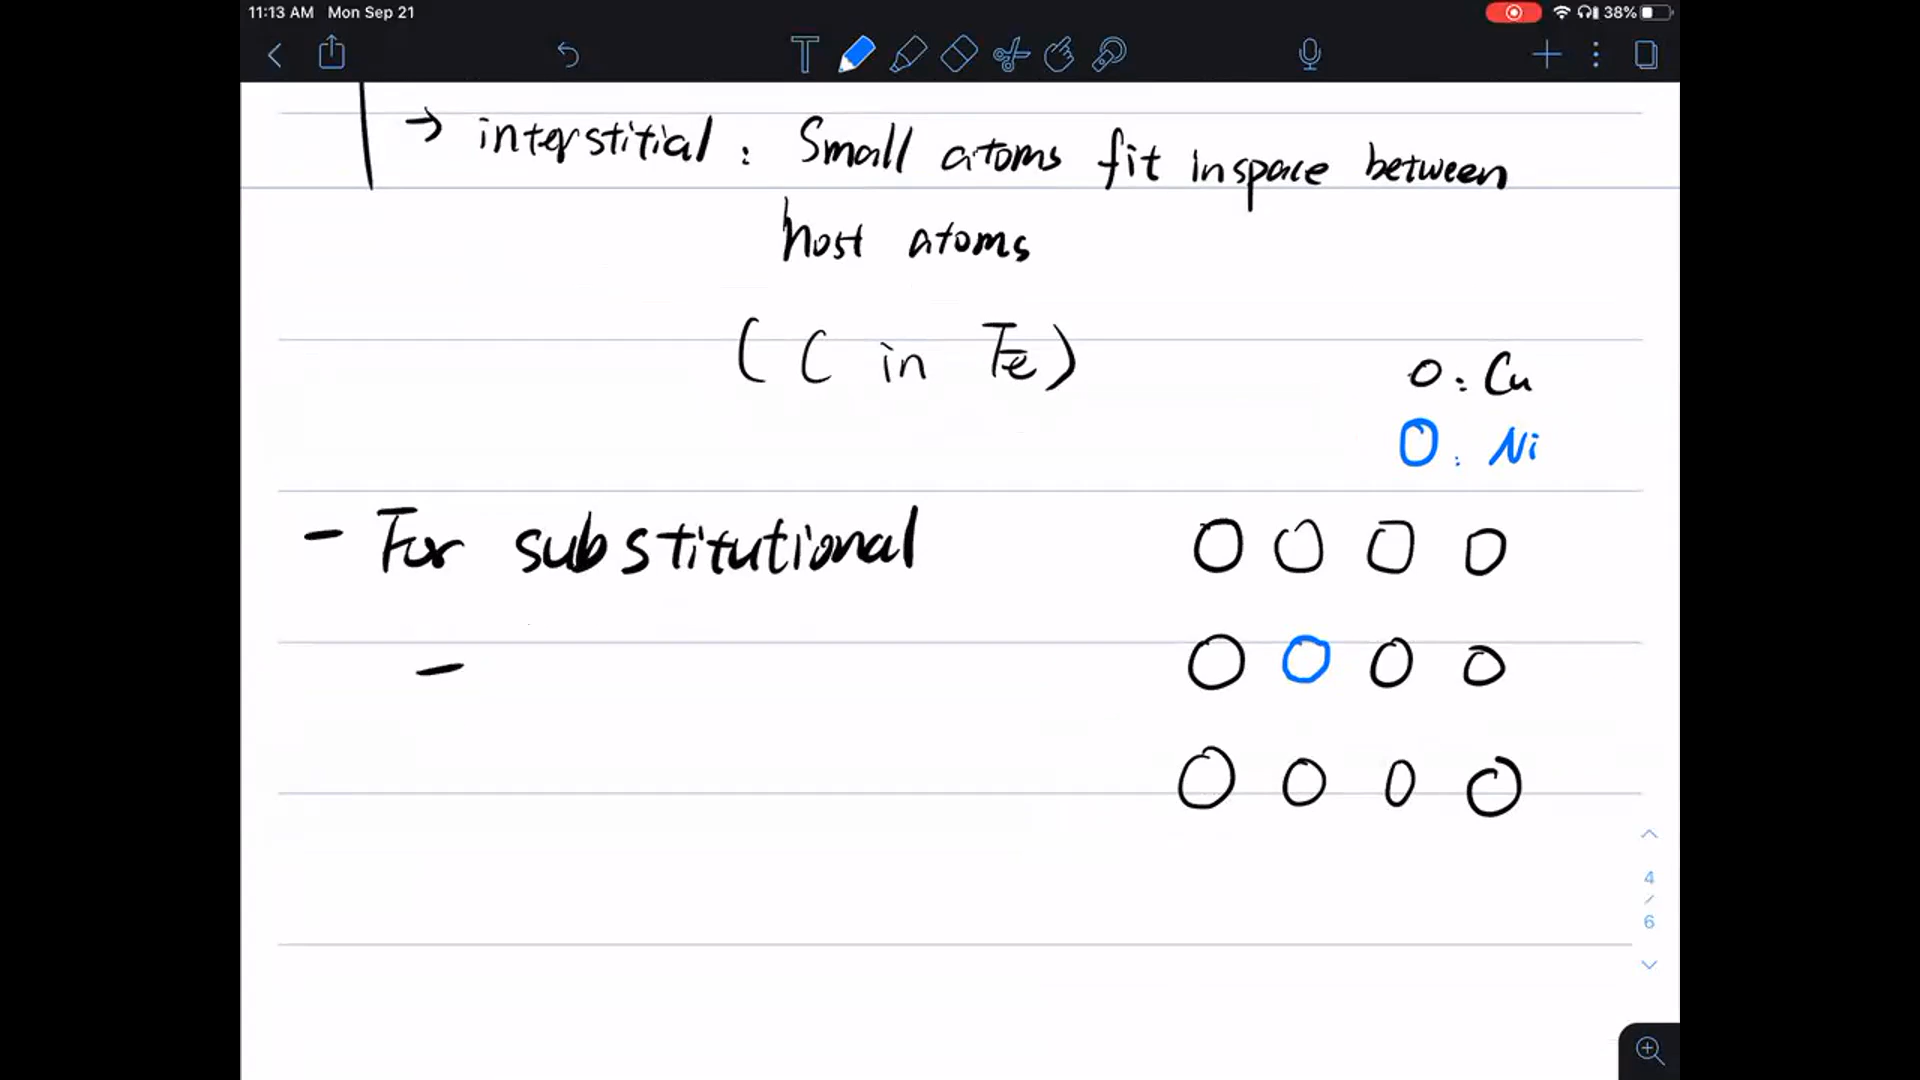 11:13 AM Mon Sep 21
38%
→ interstitial : Small atoms fit in space between
host atoms
( C in Fe )
O : Cu
O : Ni
- For substitutional
-
4
/
6